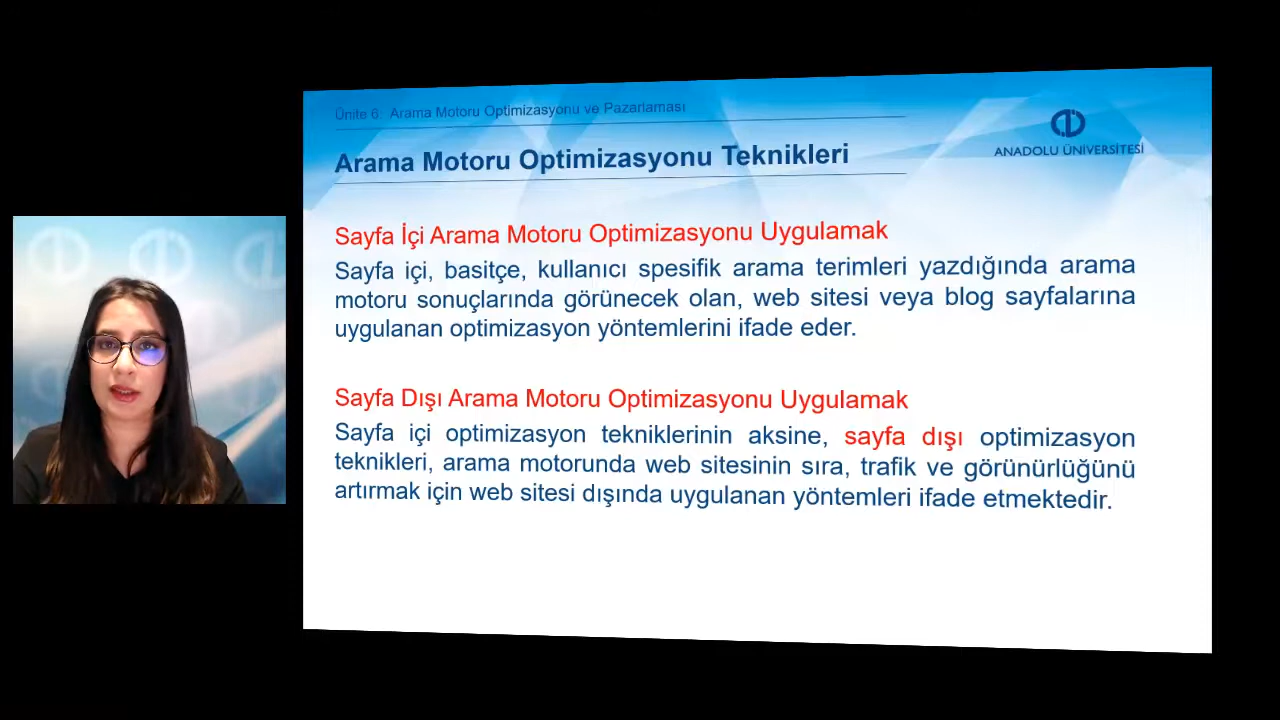 Ünite 6: Arama Motoru Optimizasyonu ve Pazarlaması
Arama Motoru Optimizasyonu Teknikleri
ANADOLU ÜNİVERSİTESİ
Sayfa İçi Arama Motoru Optimizasyonu Uygulamak
Sayfa içi, basitçe, kullanıcı spesifik arama terimleri yazdığında arama
motoru sonuçlarında görünecek olan, web sitesi veya blog sayfalarına
uygulanan optimizasyon yöntemlerini ifade eder.
Sayfa Dışı Arama Motoru Optimizasyonu Uygulamak
Sayfa içi optimizasyon tekniklerinin aksine, sayfa dışı optimizasyon
teknikleri, arama motorunda web sitesinin sıra, trafik ve görünürlüğünü
artırmak için web sitesi dışında uygulanan yöntemleri ifade etmektedir.